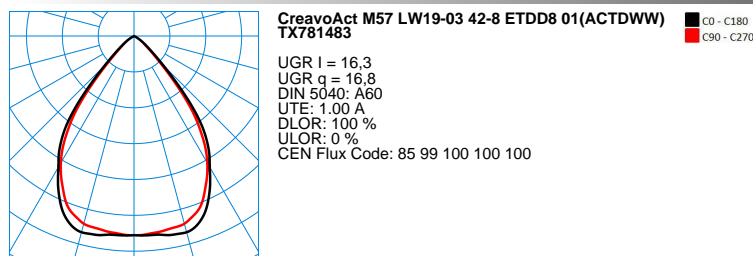 CreavoAct M57 LW19-03 42-8 ETDD8 01(ACTDWW)
TX781483
UGR l = 16,3
UGR q = 16,8
DIN 5040: A60
UTE: 1.00 A
DLOR: 100 %
ULOR: 0 %
CEN Flux Code: 85 99 100 100 100
C0 - C180
C90 - C270